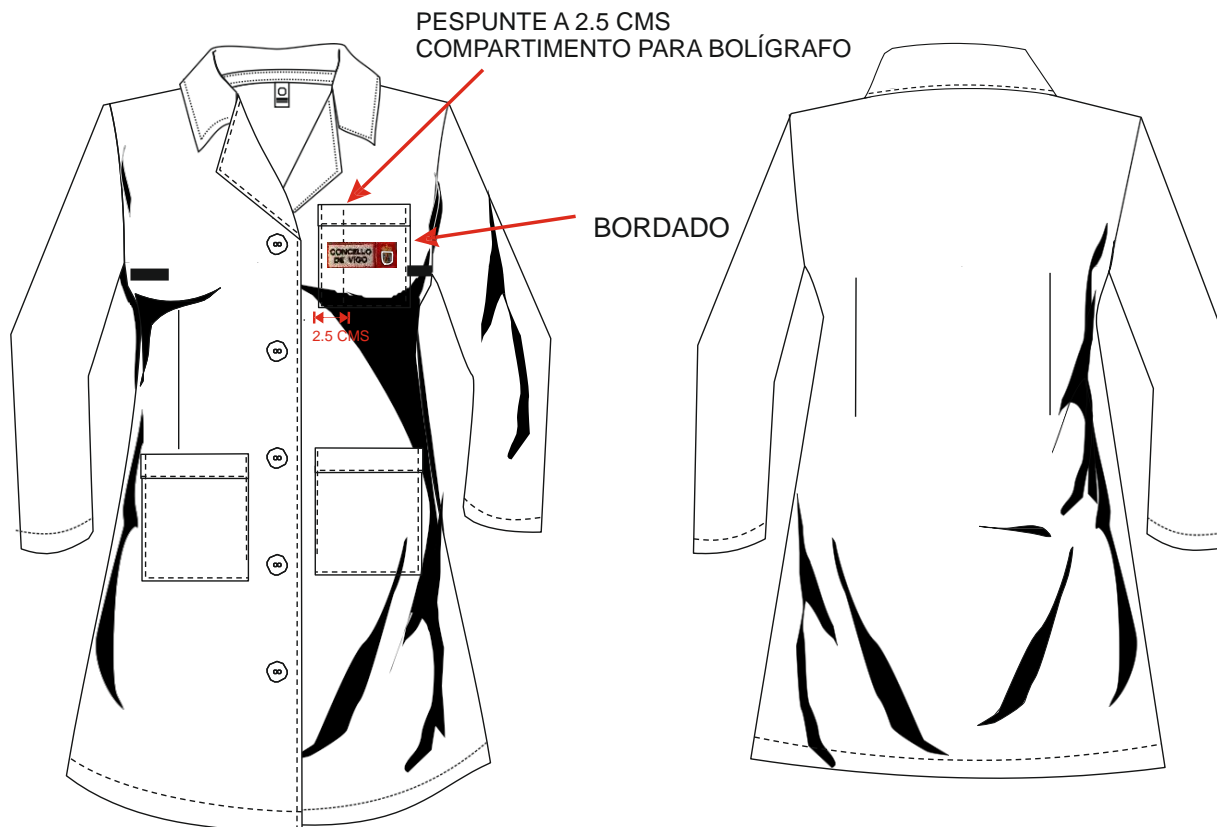 PESPUNTE A 2.5 CMS
COMPARTIMENTO PARA BOLÍGRAFO
BORDADO
CONCELLO
DE VIGO
2.5 CMS